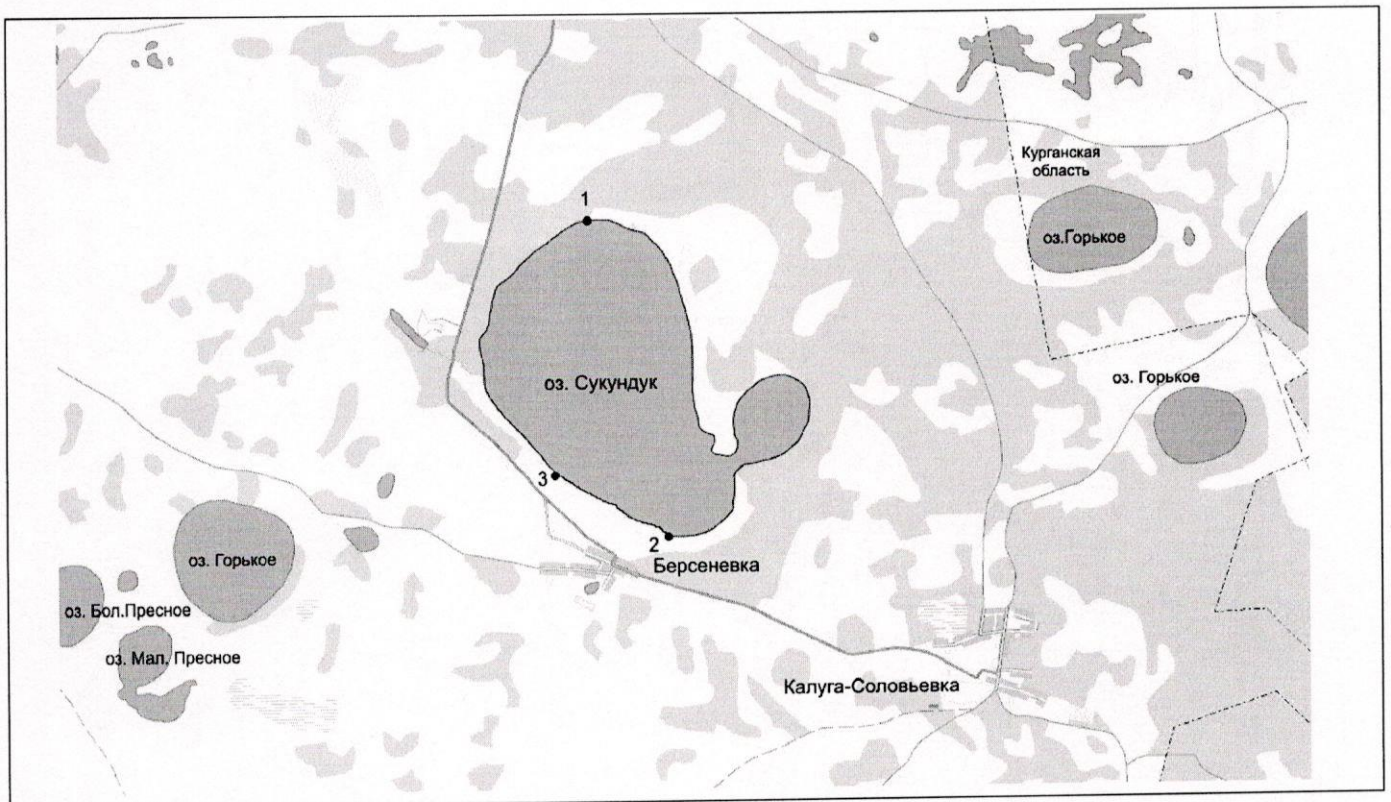 1
Курганская
область
оз.Горькое
оз. Сукундук
оз. Горькое
3
2
Берсеневка
оз. Горькое
оз. Бол.Пресное
оз. Мал. Пресное
Калуга-Соловьевка